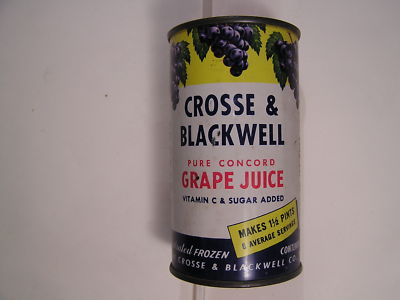 CROSSE &
BLACKWELL
PURE CONCORD
GRAPE JUICE
VITAMIN C & SUGAR ADDED
MAKES 1½ PINTS
6 AVERAGE SERVINGS
FROZEN
CROSSE & BLACKWELL CO.